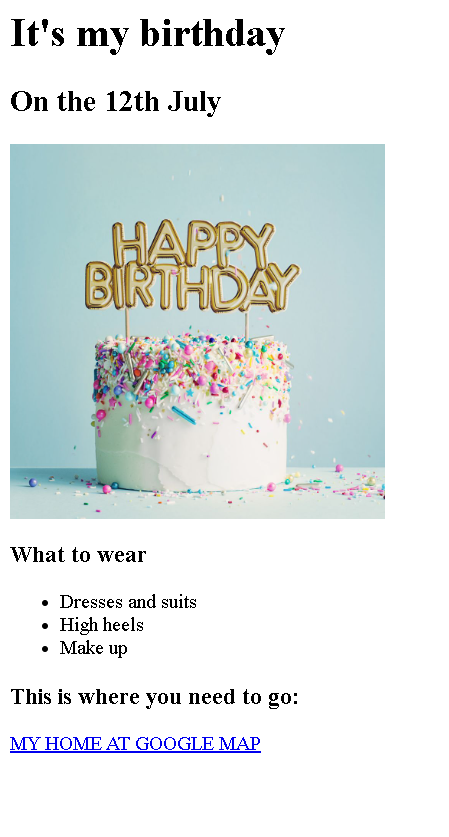 It's my birthday
On the 12th July
HAPPY
BIRTHDAY
What to wear
Dresses and suits
High heels
Make up
This is where you need to go:
MY HOME AT GOOGLE MAP